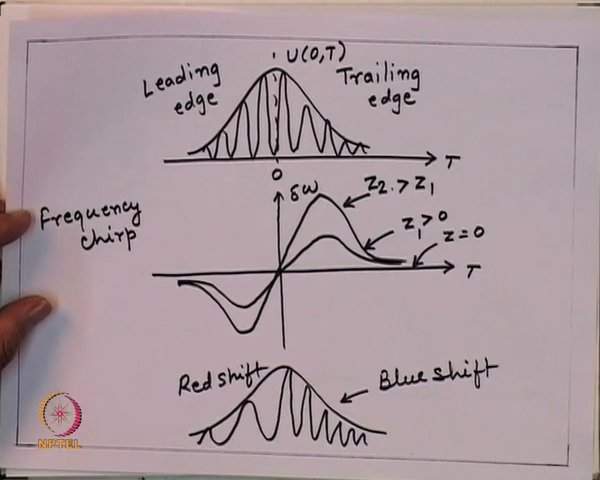 U(0,T)
Leading
edge
Trailing
edge
T
0
δω
Z2 > Z1
Z1 > 0
Z = 0
Frequency
chirp
T
Red shift
Blue shift
NPTEL